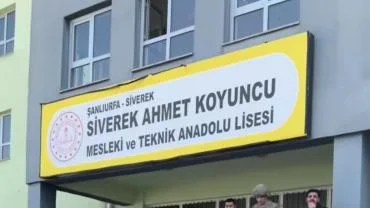 ŞANLIURFA - SİVEREK
SİVEREK AHMET KOYUNCU
MESLEKİ ve TEKNİK ANADOLU LİSESİ